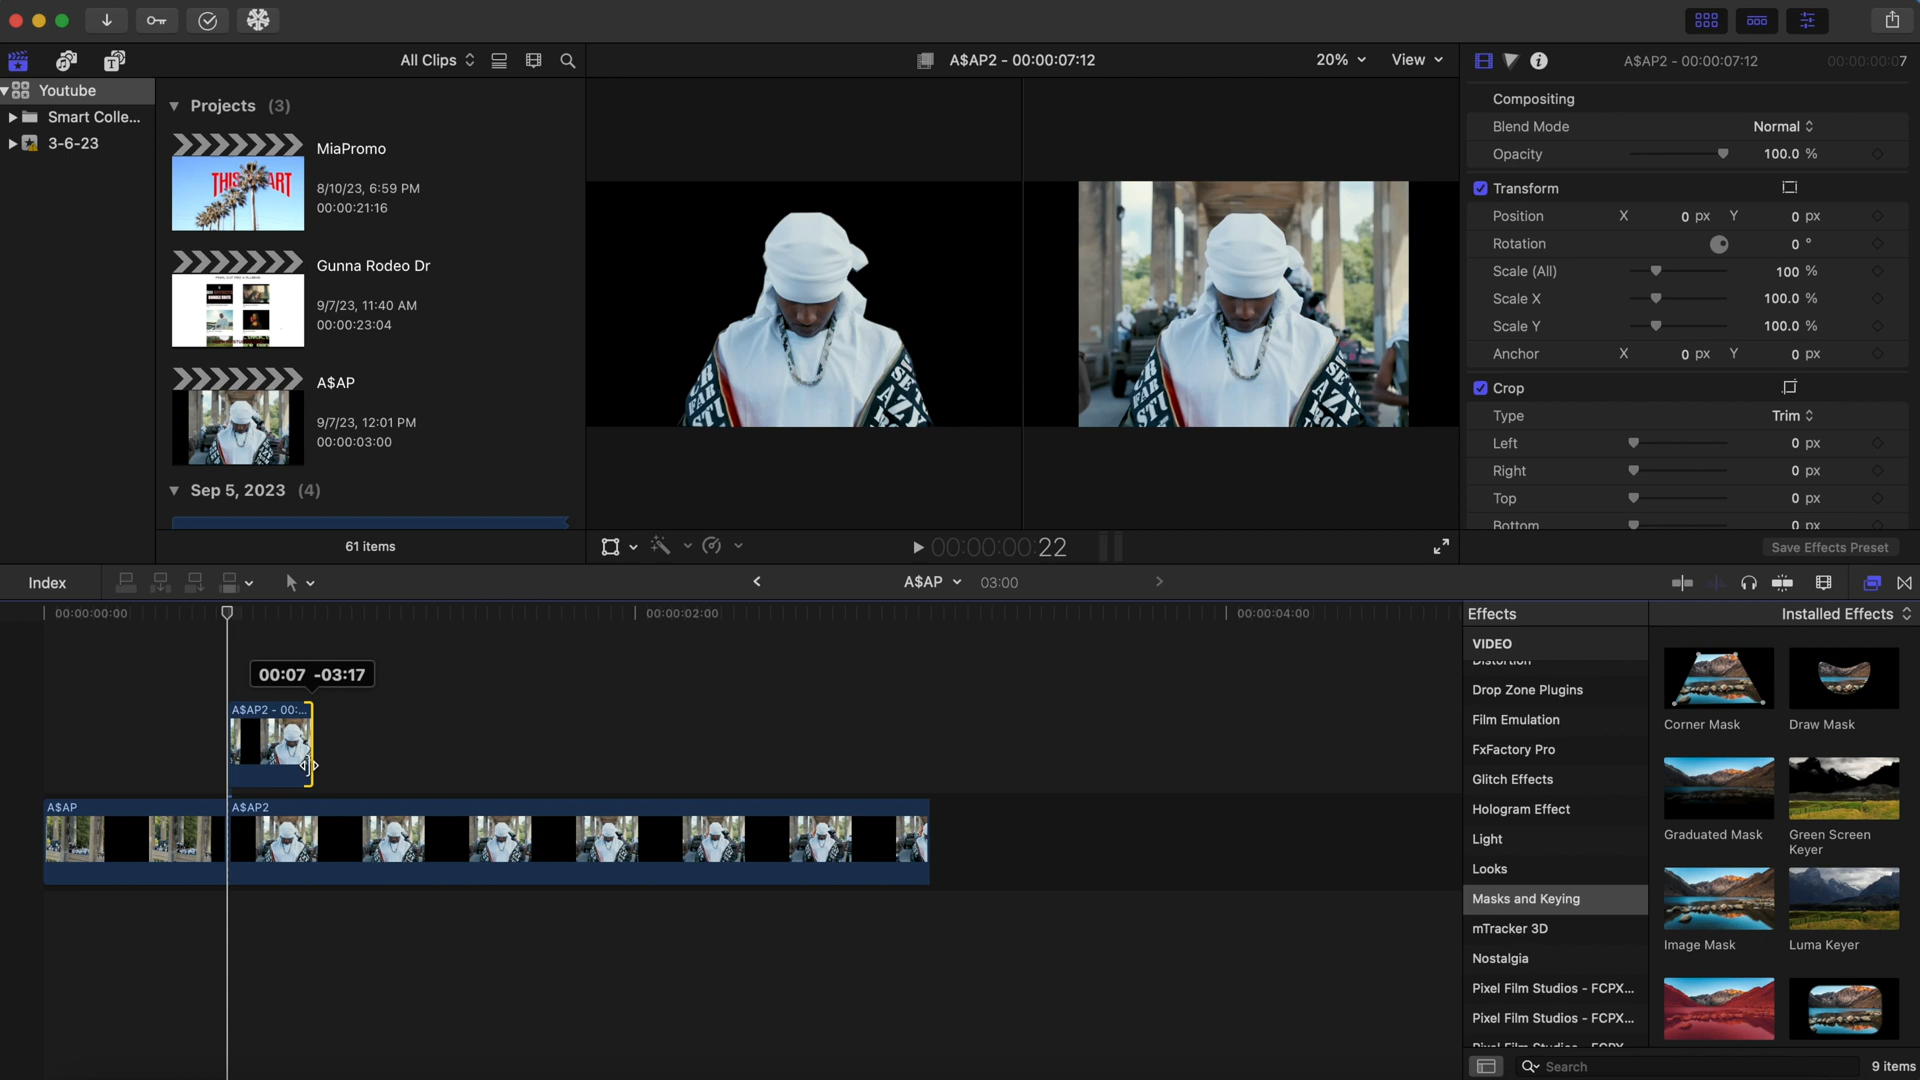 All Clips
A$AP2 - 00:00:07:12
20%
View
A$AP2 - 00:00:07:12
00:00:00:07
Youtube
Smart Colle...
3-6-23
Projects (3)
MiaPromo
8/10/23, 6:59 PM
00:00:21:16
Gunna Rodeo Dr
9/7/23, 11:40 AM
00:00:23:04
A$AP
9/7/23, 12:01 PM
00:00:03:00
Sep 5, 2023 (4)
61 items
Compositing
Blend Mode Normal
Opacity 100.0 %
Transform
Position X 0 px Y 0 px
Rotation 0 °
Scale (All) 100 %
Scale X 100.0 %
Scale Y 100.0 %
Anchor X 0 px Y 0 px
Crop
Type Trim
Left 0 px
Right 0 px
Top 0 px
Bottom 0 px
00:00:00:22
Save Effects Preset
Index
A$AP 03:00
00:00:00:00
00:00:02:00
00:00:04:00
00:07 -03:17
A$AP2 - 00:...
A$AP
A$AP2
Effects
Installed Effects
VIDEO
Distortion
Drop Zone Plugins
Film Emulation
FxFactory Pro
Glitch Effects
Hologram Effect
Light
Looks
Masks and Keying
mTracker 3D
Nostalgia
Pixel Film Studios - FCPX...
Pixel Film Studios - FCPX...
Pixel Film Studios - FCPX...
Corner Mask
Draw Mask
Graduated Mask
Green Screen
Keyer
Image Mask
Luma Keyer
Search
9 items